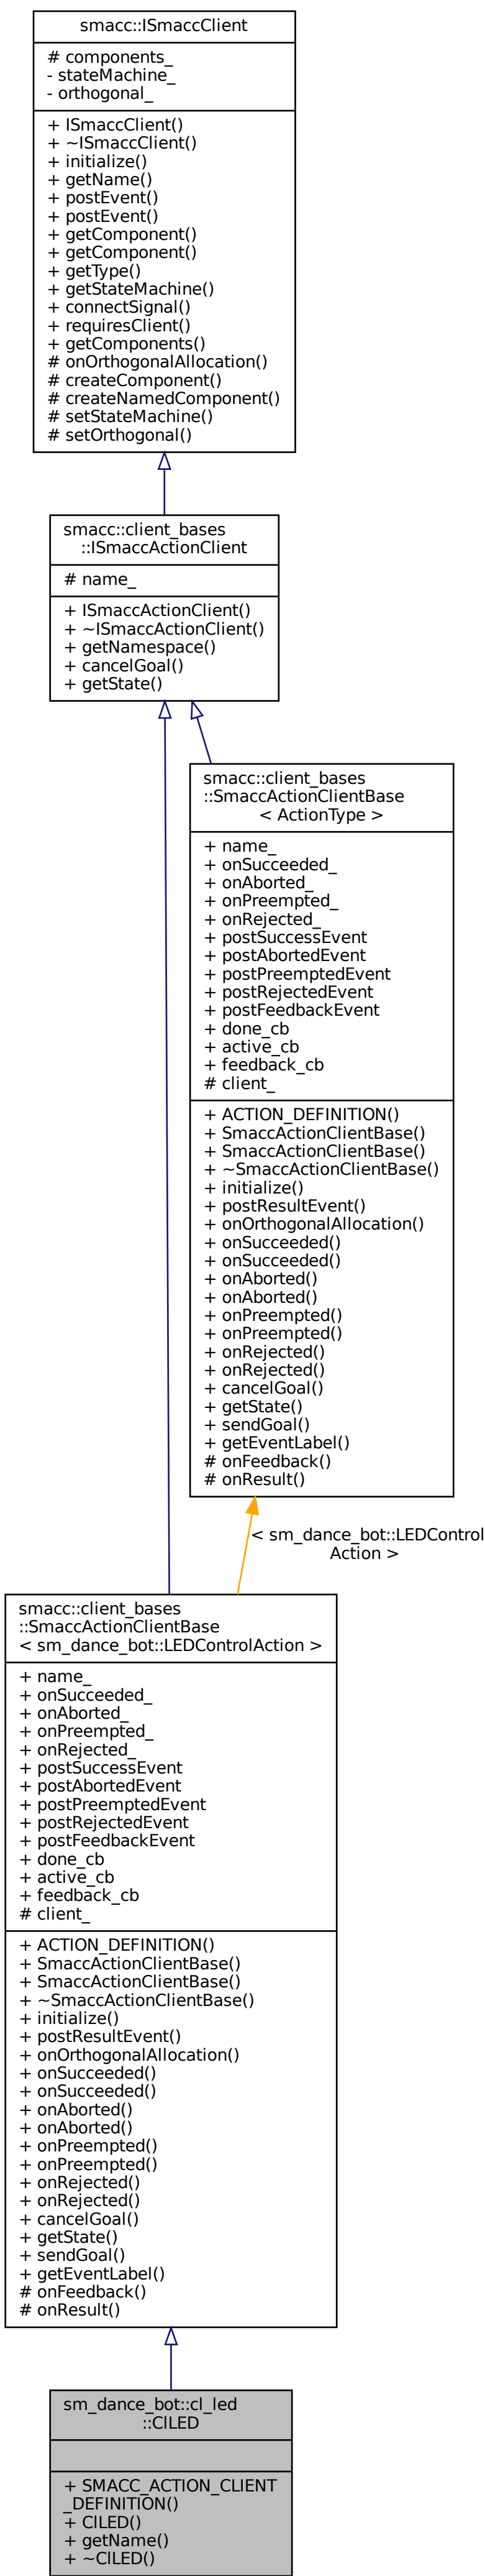 smacc::ISmaccClient
# components_
- stateMachine_
- orthogonal_
+ ISmaccClient()
+ ~ISmaccClient()
+ initialize()
+ getName()
+ postEvent()
+ postEvent()
+ getComponent()
+ getComponent()
+ getType()
+ getStateMachine()
+ connectSignal()
+ requiresClient()
+ getComponents()
# onOrthogonalAllocation()
# createComponent()
# createNamedComponent()
# setStateMachine()
# setOrthogonal()
smacc::client_bases
::ISmaccActionClient
# name_
+ ISmaccActionClient()
+ ~ISmaccActionClient()
+ getNamespace()
+ cancelGoal()
+ getState()
smacc::client_bases
::SmaccActionClientBase
< ActionType >
+ name_
+ onSucceeded_
+ onAborted_
+ onPreempted_
+ onRejected_
+ postSuccessEvent
+ postAbortedEvent
+ postPreemptedEvent
+ postRejectedEvent
+ postFeedbackEvent
+ done_cb
+ active_cb
+ feedback_cb
# client_
+ ACTION_DEFINITION()
+ SmaccActionClientBase()
+ SmaccActionClientBase()
+ ~SmaccActionClientBase()
+ initialize()
+ postResultEvent()
+ onOrthogonalAllocation()
+ onSucceeded()
+ onSucceeded()
+ onAborted()
+ onAborted()
+ onPreempted()
+ onPreempted()
+ onRejected()
+ onRejected()
+ cancelGoal()
+ getState()
+ sendGoal()
+ getEventLabel()
# onFeedback()
# onResult()
< sm_dance_bot::LEDControl
Action >
smacc::client_bases
::SmaccActionClientBase
< sm_dance_bot::LEDControlAction >
+ name_
+ onSucceeded_
+ onAborted_
+ onPreempted_
+ onRejected_
+ postSuccessEvent
+ postAbortedEvent
+ postPreemptedEvent
+ postRejectedEvent
+ postFeedbackEvent
+ done_cb
+ active_cb
+ feedback_cb
# client_
+ ACTION_DEFINITION()
+ SmaccActionClientBase()
+ SmaccActionClientBase()
+ ~SmaccActionClientBase()
+ initialize()
+ postResultEvent()
+ onOrthogonalAllocation()
+ onSucceeded()
+ onSucceeded()
+ onAborted()
+ onAborted()
+ onPreempted()
+ onPreempted()
+ onRejected()
+ onRejected()
+ cancelGoal()
+ getState()
+ sendGoal()
+ getEventLabel()
# onFeedback()
# onResult()
sm_dance_bot::cl_led
::ClLED
+ SMACC_ACTION_CLIENT
_DEFINITION()
+ ClLED()
+ getName()
+ ~ClLED()